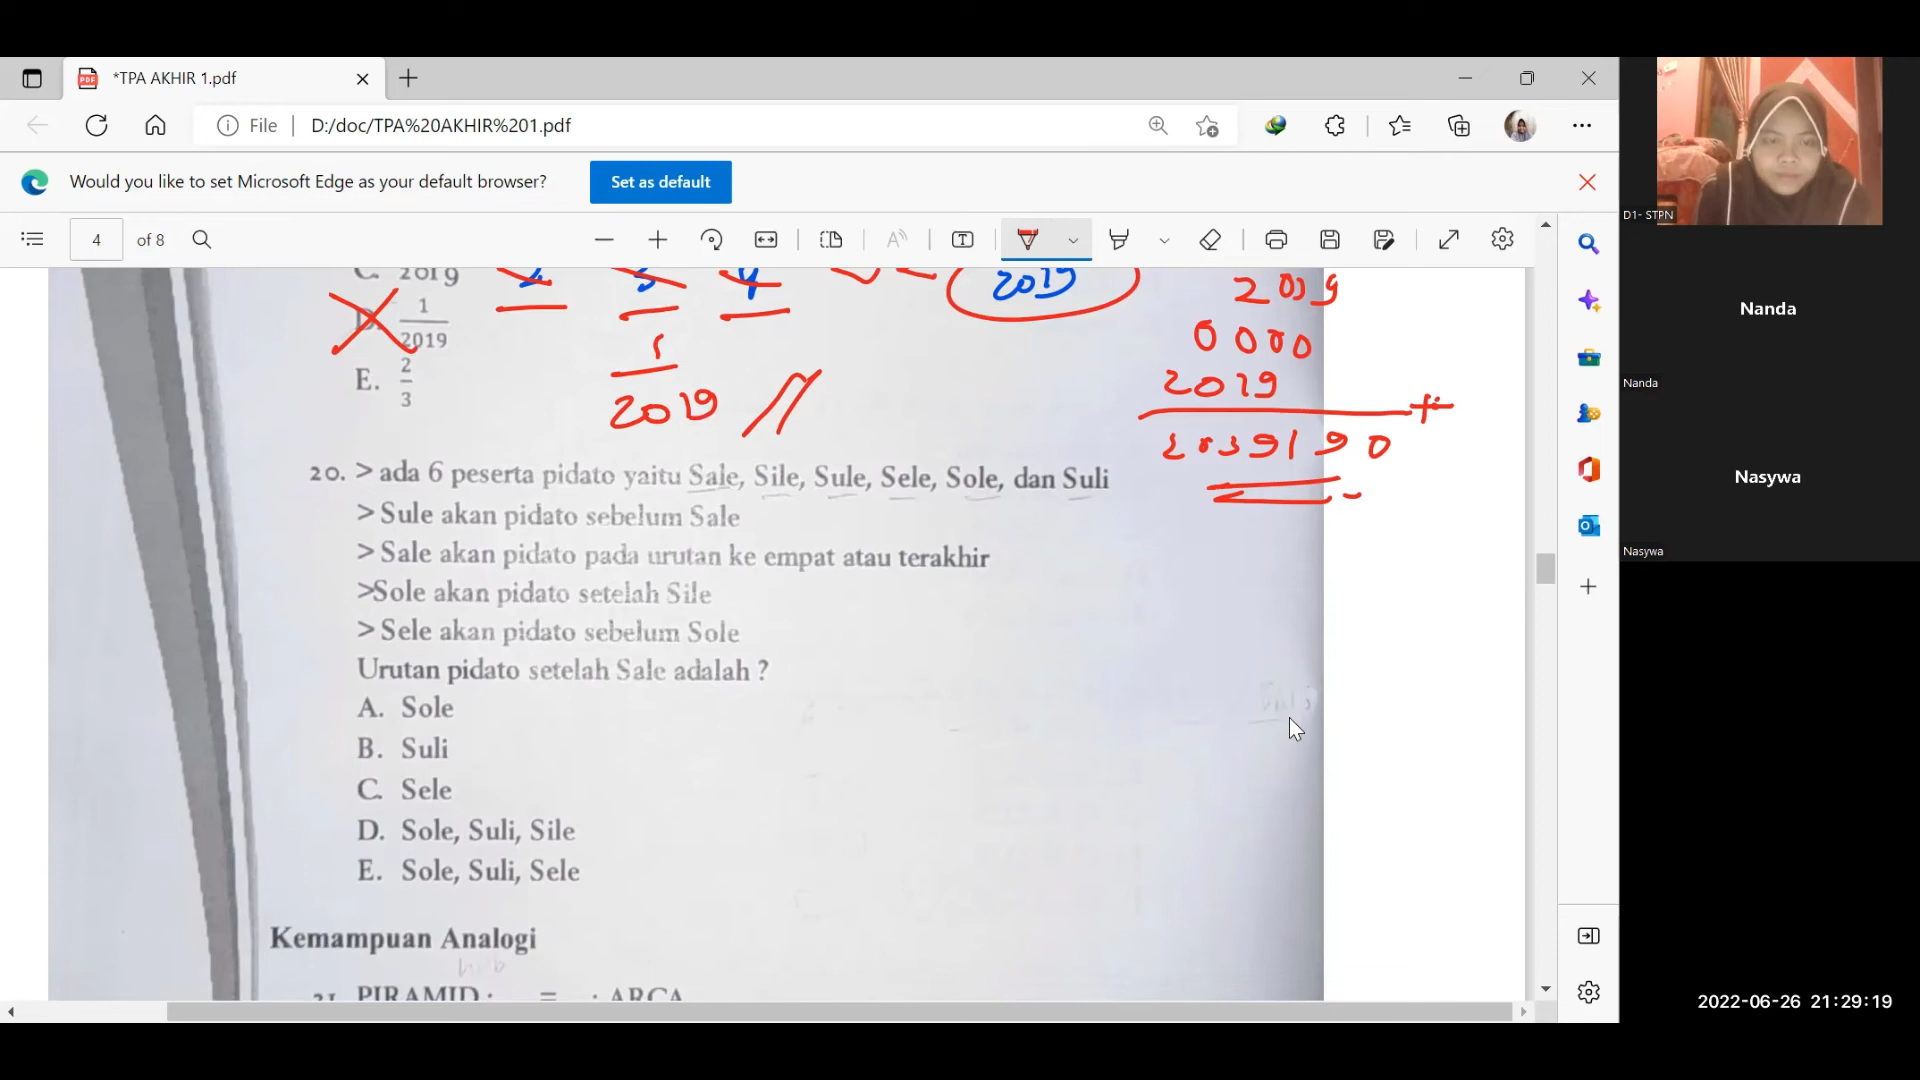 *TPA AKHIR 1.pdf
File
D:/doc/TPA%20AKHIR%201.pdf
Would you like to set Microsoft Edge as your default browser?
Set as default
4
of 8
C. 2019
2019
2019
D. 1
2019
0000
1
2019
E. 2
3
2019
2039190
20. > ada 6 peserta pidato yaitu Sale, Sile, Sule, Sele, Sole, dan Suli
> Sule akan pidato sebelum Sale
> Sale akan pidato pada urutan ke empat atau terakhir
>Sole akan pidato setelah Sile
> Sele akan pidato sebelum Sole
Urutan pidato setelah Sale adalah ?
A. Sole
B. Suli
C. Sele
D. Sole, Suli, Sile
E. Sole, Suli, Sele
Kemampuan Analogi
21. PIRAMID : = : ARCA
D1- STPN
Nanda
Nanda
Nasywa
Nasywa
2022-06-26 21:29:19